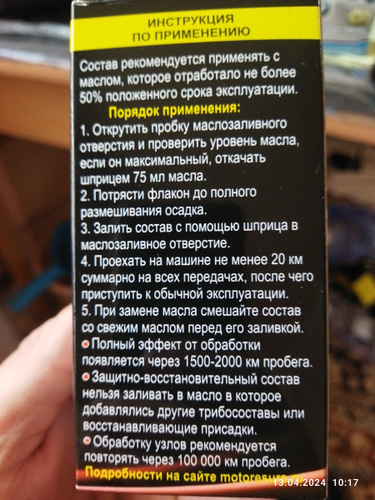 ИНСТРУКЦИЯ
ПО ПРИМЕНЕНИЮ
Состав рекомендуется применять с
маслом, которое отработало не более
50% положенного срока эксплуатации.
Порядок применения:
1. Открутить пробку маслозаливного
отверстия и проверить уровень масла,
если он максимальный, откачать
шприцем 75 мл масла.
2. Потрясти флакон до полного
размешивания осадка.
3. Залить состав с помощью шприца в
маслозаливное отверстие.
4. Проехать на машине не менее 20 км
суммарно на всех передачах, после чего
приступить к обычной эксплуатации.
5. При замене масла смешайте состав
со свежим маслом перед его заливкой.
Полный эффект от обработки
появляется через 1500-2000 км пробега.
Защитно-восстановительный состав
нельзя заливать в масло в которое
добавлялись другие трибосоставы или
восстанавливающие присадки.
Обработку узлов рекомендуется
повторять через 100 000 км пробега.
Подробности на сайте
13.04.2024 10:17